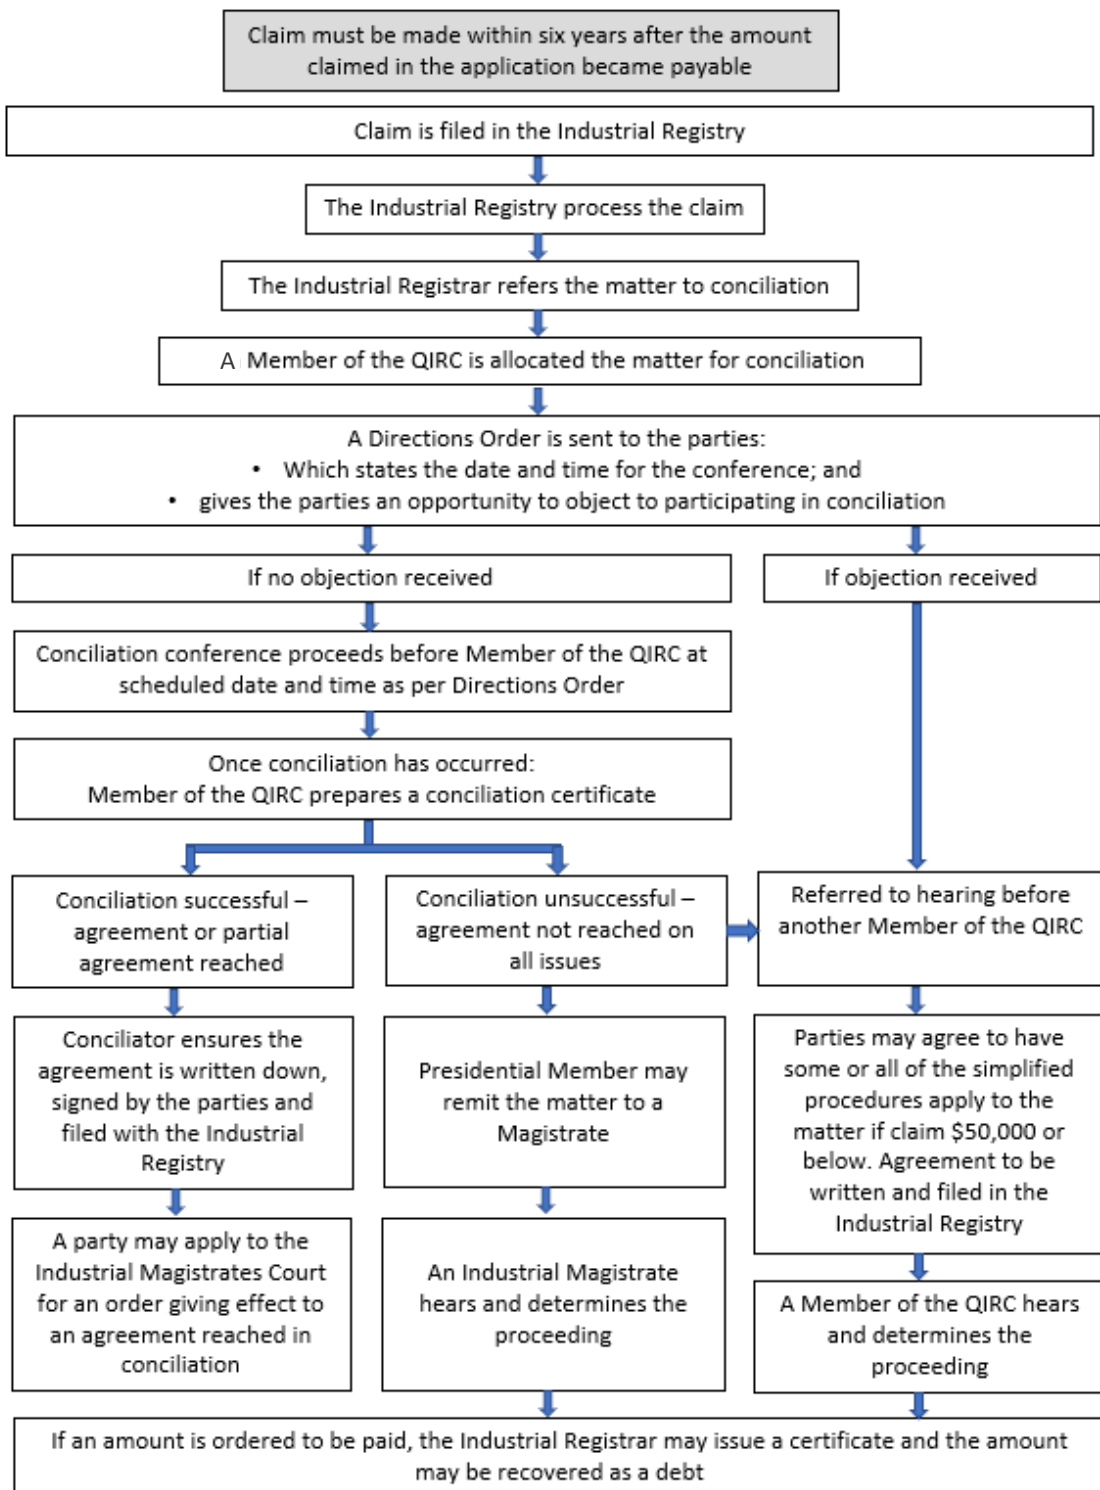 Claim must be made within six years after the amount
claimed in the application became payable
Claim is filed in the Industrial Registry
The Industrial Registry process the claim
The Industrial Registrar refers the matter to conciliation
A Member of the QIRC is allocated the matter for conciliation
A Directions Order is sent to the parties:
• Which states the date and time for the conference; and
• gives the parties an opportunity to object to participating in conciliation
If no objection received
If objection received
Conciliation conference proceeds before Member of the QIRC at
scheduled date and time as per Directions Order
Once conciliation has occurred:
Member of the QIRC prepares a conciliation certificate
Conciliation successful –
agreement or partial
agreement reached
Conciliation unsuccessful –
agreement not reached on
all issues
Referred to hearing before
another Member of the QIRC
Conciliator ensures the
agreement is written down,
signed by the parties and
filed with the Industrial
Registry
Presidential Member may
remit the matter to a
Magistrate
Parties may agree to have
some or all of the simplified
procedures apply to the
matter if claim $50,000 or
below. Agreement to be
written and filed in the
Industrial Registry
A party may apply to the
Industrial Magistrates Court
for an order giving effect to
an agreement reached in
conciliation
An Industrial Magistrate
hears and determines the
proceeding
A Member of the QIRC hears
and determines the
proceeding
If an amount is ordered to be paid, the Industrial Registrar may issue a certificate and the amount
may be recovered as a debt